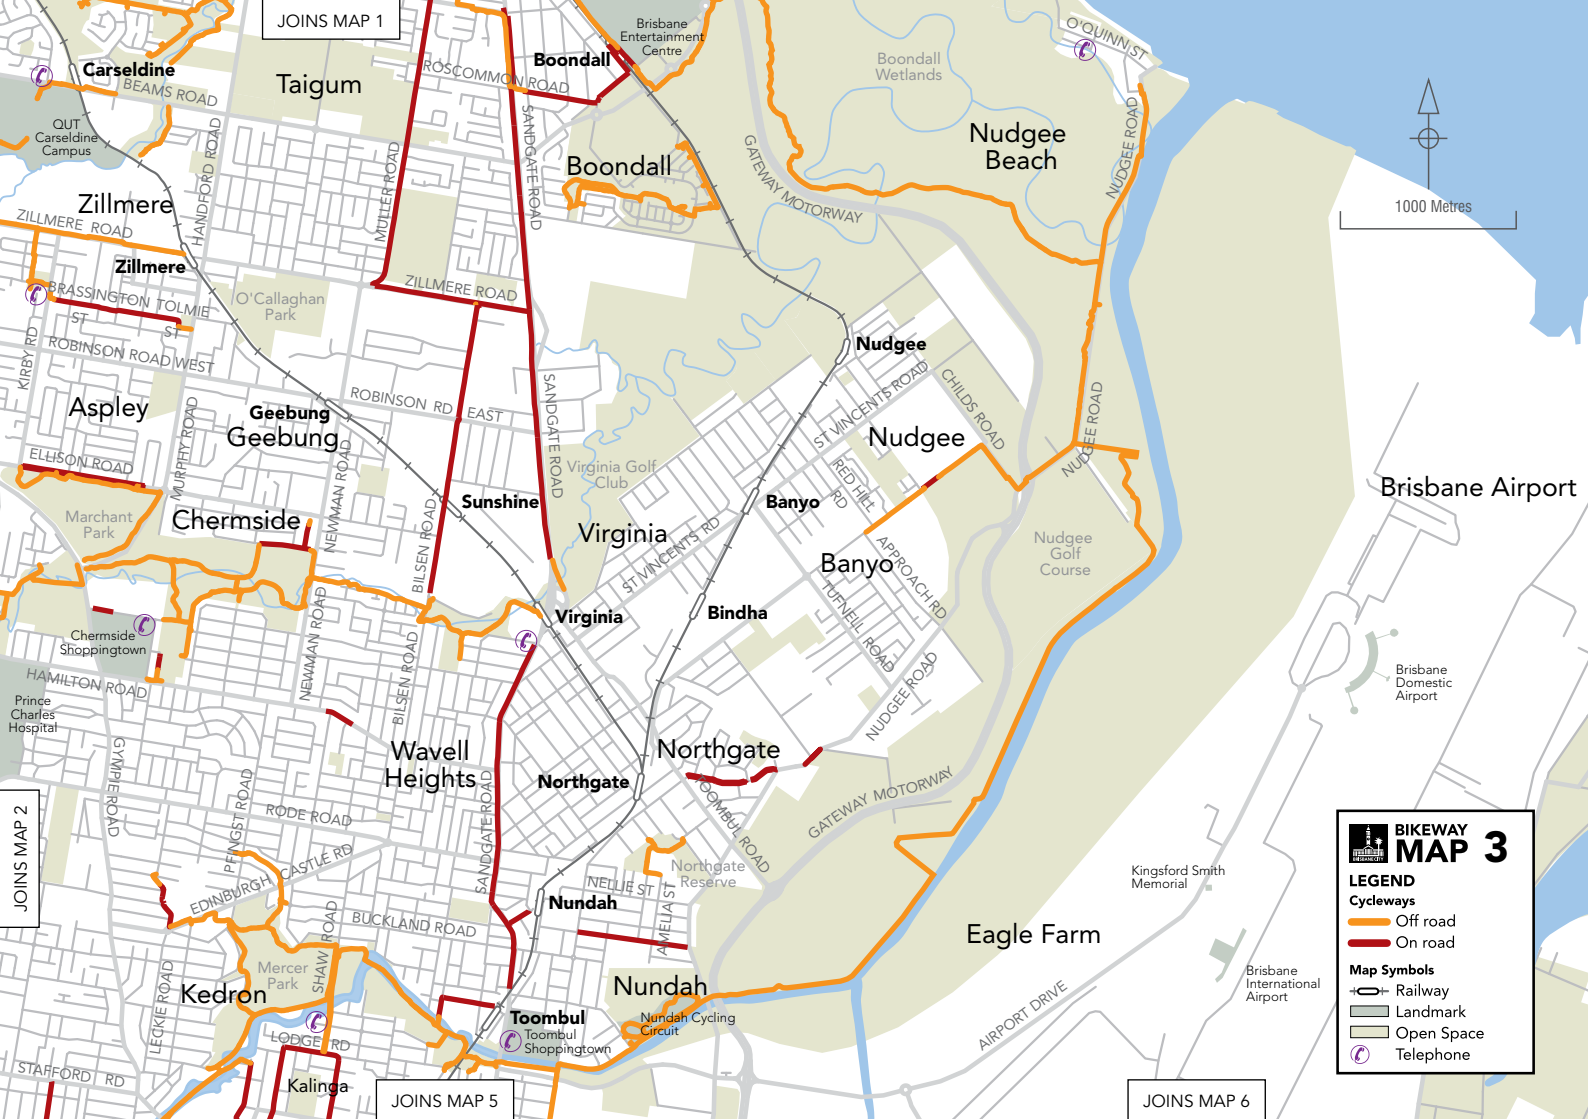 JOINS MAP 1
Brisbane
Entertainment
Centre
O'QUINN ST
Boondall
Boondall
Wetlands
Carseldine
BEAMS ROAD
Taigum
ROSCOMMON ROAD
QUT
Carseldine
Campus
SANDGATE ROAD
Nudgee
Beach
NUDGEE ROAD
HANDFORD ROAD
MULLER ROAD
Boondall
GATEWAY MOTORWAY
1000 Metres
Zillmere
ZILLMERE ROAD
Zillmere
BRASSINGTON
ST
TOLMIE
ST
O'Callaghan
Park
ZILLMERE ROAD
KIRBY RD
ROBINSON ROAD WEST
Nudgee
Aspley
MURPHY ROAD
Geebung
Geebung
ROBINSON RD EAST
SANDGATE ROAD
ST VINCENTS ROAD
CHILDS ROAD
NUDGEE ROAD
Nudgee
ELLISON ROAD
NEWMAN ROAD
Virginia Golf
Club
RED HILL
RD
NUDGEE
Brisbane Airport
Marchant
Park
Chermside
Sunshine
Banyo
Virginia
ST VINCENTS RD
Nudgee
Golf
Course
BILSEN ROAD
Banyo
APPROACH RD
NEWMAN ROAD
TUFNELL ROAD
Virginia
Bindha
Chermside
Shoppingtown
BILSEN ROAD
NUDGEE ROAD
HAMILTON ROAD
Brisbane
Domestic
Airport
Prince
Charles
Hospital
GYMPIE ROAD
Wavell
Heights
Northgate
Northgate
TOOMBUL ROAD
GATEWAY MOTORWAY
SANDGATE ROAD
JOINS MAP 2
PFINGST ROAD
RODE ROAD
EDINBURGH CASTLE RD
Northgate
Reserve
NELLIE ST
AMELIA ST
Nundah
Kingsford Smith
Memorial
BIKEWAY
MAP 3
BRISBANE CITY
LEGEND
Cycleways
Off road
On road
Map Symbols
Railway
Landmark
Open Space
Telephone
BUCKLAND ROAD
SHAW ROAD
Eagle Farm
LECKIE ROAD
Kedron
Mercer
Park
Nundah
Brisbane
International
Airport
Toombul
Toombul
Shoppingtown
Nundah Cycling
Circuit
AIRPORT DRIVE
LODGE RD
STAFFORD RD
Kalinga
JOINS MAP 5
JOINS MAP 6